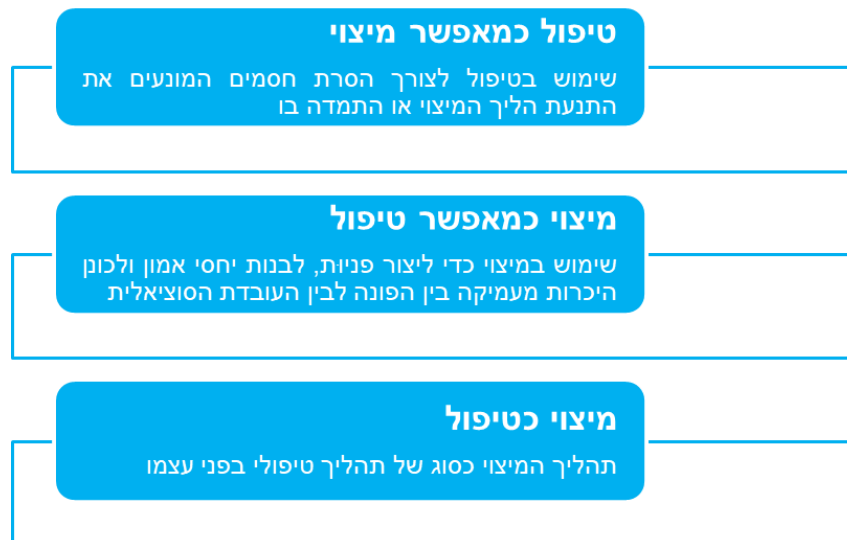 טיפול כמאפשר מיצוי
שימוש בטיפול לצורך הסרת חסמים המונעים את
התנעת הליך המיצוי או התמדה בו
מיצוי כמאפשר טיפול
שימוש במיצוי כדי ליצור פניוּת, לבנות יחסי אמון ולכונן
היכרות מעמיקה בין הפונה לבין העובדת הסוציאלית
מיצוי כטיפול
תהליך המיצוי כסוג של תהליך טיפולי בפני עצמו